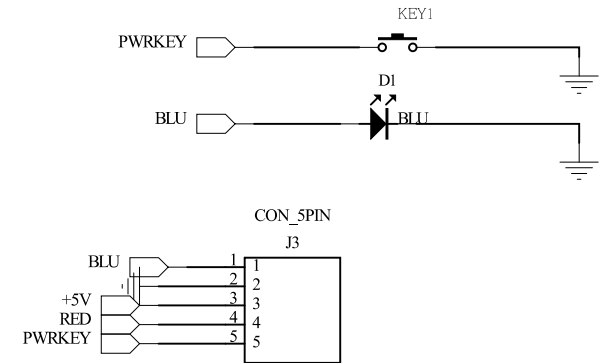 KEY1
PWRKEY
D1
BLU
BLU
CON_5PIN
J3
BLU 1 1
2 2
+5V 3 3
RED 4 4
PWRKEY 5 5